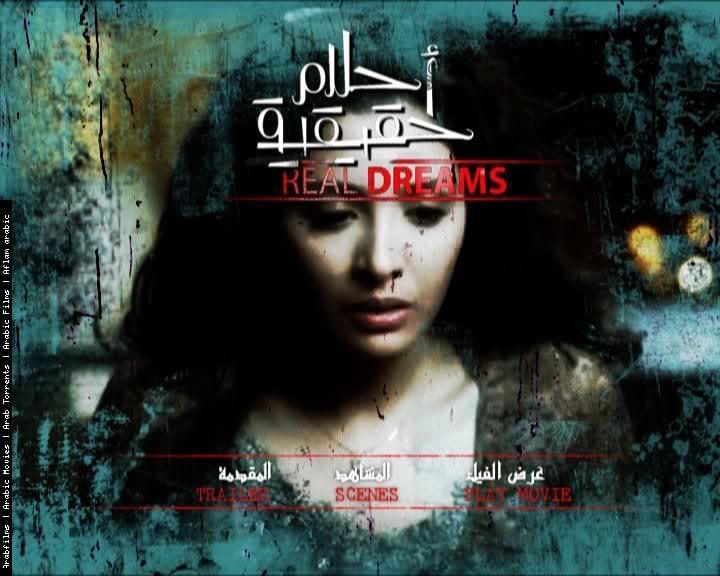 أحلام
حقيقية
REAL DREAMS
المقدمة
المشاهد
عرض الفيلم
TRAILER
SCENES
PLAY MOVIE
Arabfilms | Arabic Movies | Arab Torrents | Arabic Films | Aflam arabic